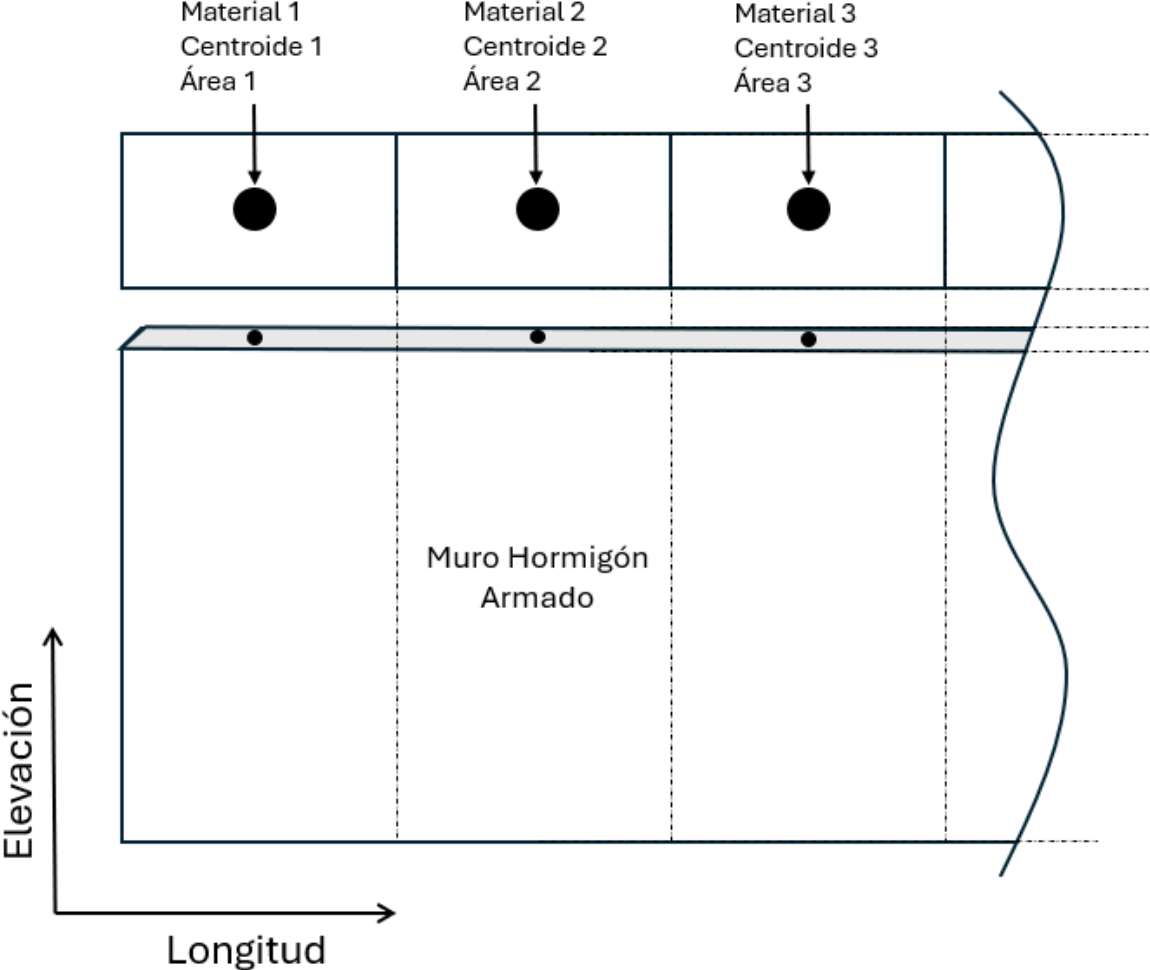 Material 1
Centroide 1
Área 1
Material 2
Centroide 2
Área 2
Material 3
Centroide 3
Área 3
Muro Hormigón
Armado
Elevación
Longitud